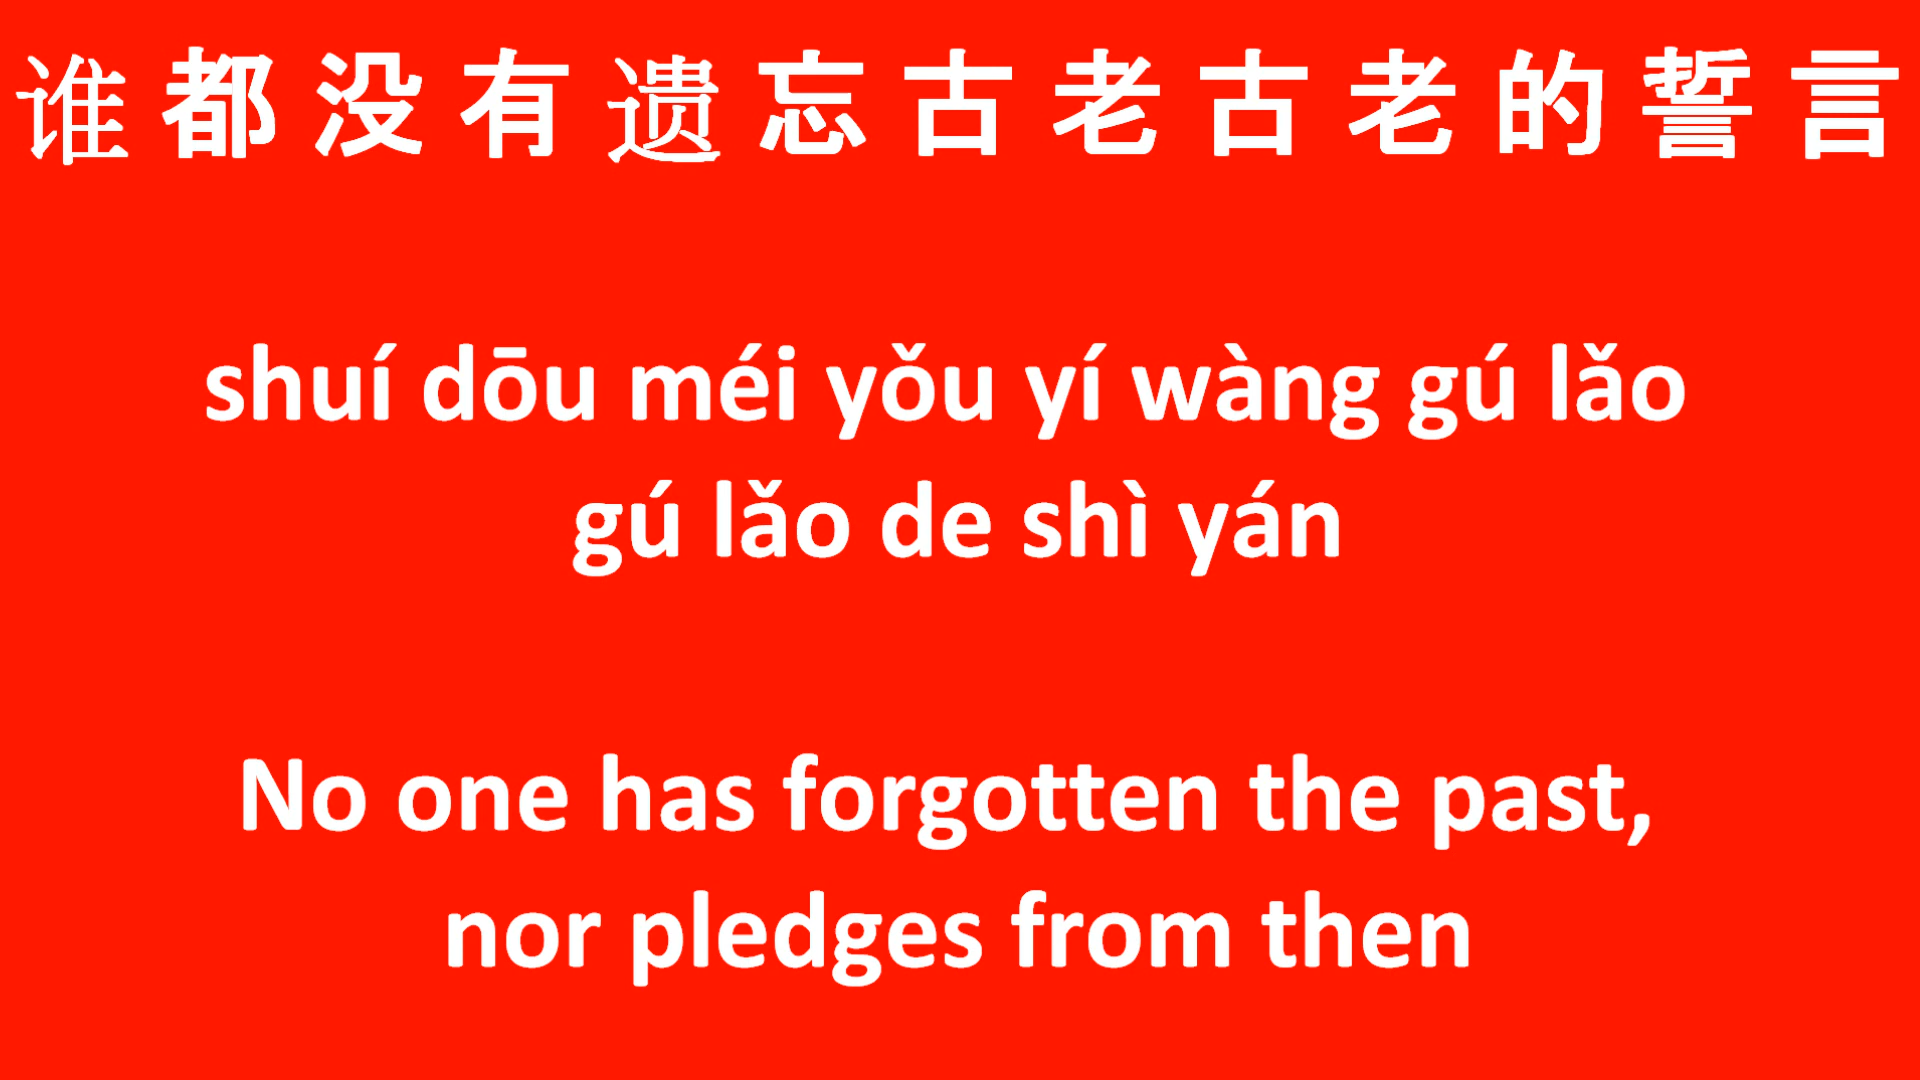 谁都没有遗忘古老古老的誓言
shuí dōu méi yǒu yí wàng gú lǎo
gú lǎo de shì yán
No one has forgotten the past,
nor pledges from then